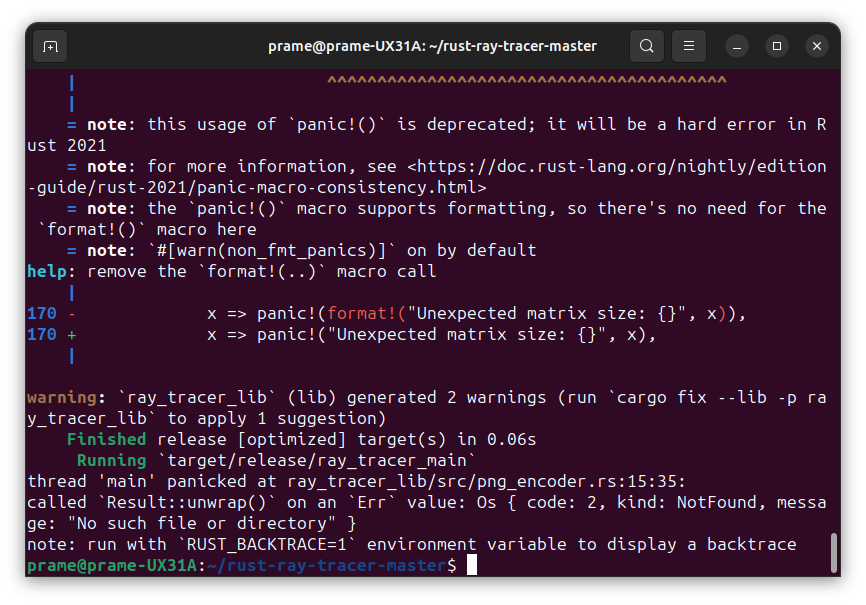 prame@prame-UX31A: ~/rust-ray-tracer-master
| ^^^^^^^^^^^^^^^^^^^^^^^^^^^^^^^^^^^^^^^^
|
= note: this usage of `panic!()` is deprecated; it will be a hard error in R
ust 2021
= note: for more information, see <https://doc.rust-lang.org/nightly/edition
-guide/rust-2021/panic-macro-consistency.html>
= note: the `panic!()` macro supports formatting, so there's no need for the
`format!()` macro here
= note: `#[warn(non_fmt_panics)]` on by default
help: remove the `format!(..)` macro call
|
170 - x => panic!(format!("Unexpected matrix size: {}", x)),
170 + x => panic!("Unexpected matrix size: {}", x),
|
warning: `ray_tracer_lib` (lib) generated 2 warnings (run `cargo fix --lib -p ra
y_tracer_lib` to apply 1 suggestion)
Finished release [optimized] target(s) in 0.06s
Running `target/release/ray_tracer_main`
thread 'main' panicked at ray_tracer_lib/src/png_encoder.rs:15:35:
called `Result::unwrap()` on an `Err` value: Os { code: 2, kind: NotFound, messa
ge: "No such file or directory" }
note: run with `RUST_BACKTRACE=1` environment variable to display a backtrace
prame@prame-UX31A:~/rust-ray-tracer-master$